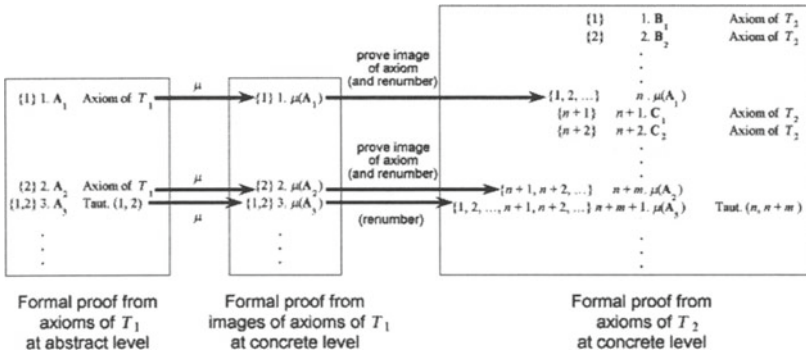 {1} 1. B₁ Axiom of T₂
{2} 2. B₂ Axiom of T₂
prove image
of axiom
(and renumber)
μ
{1} 1. A₁ Axiom of T₁
{1} 1. μ(A₁)
{1, 2, ...} n. μ(A₁)
{n+1} n+1. C₁ Axiom of T₂
{n+2} n+2. C₂ Axiom of T₂
prove image
of axiom
(and renumber)
μ
{2} 2. A₂ Axiom of T₁
{2} 2. μ(A₂)
{n+1, n+2, ...} n+m. μ(A₂)
{1,2} 3. A₃ Taut. (1, 2)
{1,2} 3. μ(A₃)
{1, 2, ..., n+1, n+2, ...} n+m+1. μ(A₃) Taut. (n, n+m)
μ
(renumber)
Formal proof from
axioms of T₁
at abstract level
Formal proof from
images of axioms of T₁
at concrete level
Formal proof from
axioms of T₂
at concrete level